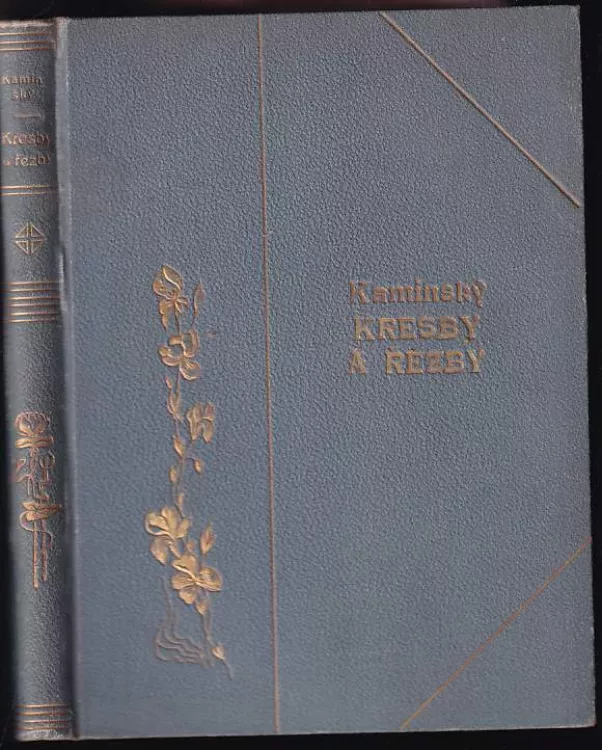 Kamin
ský
Kresby
a řezby
Kaminský
KRESBY
A ŘEZBY